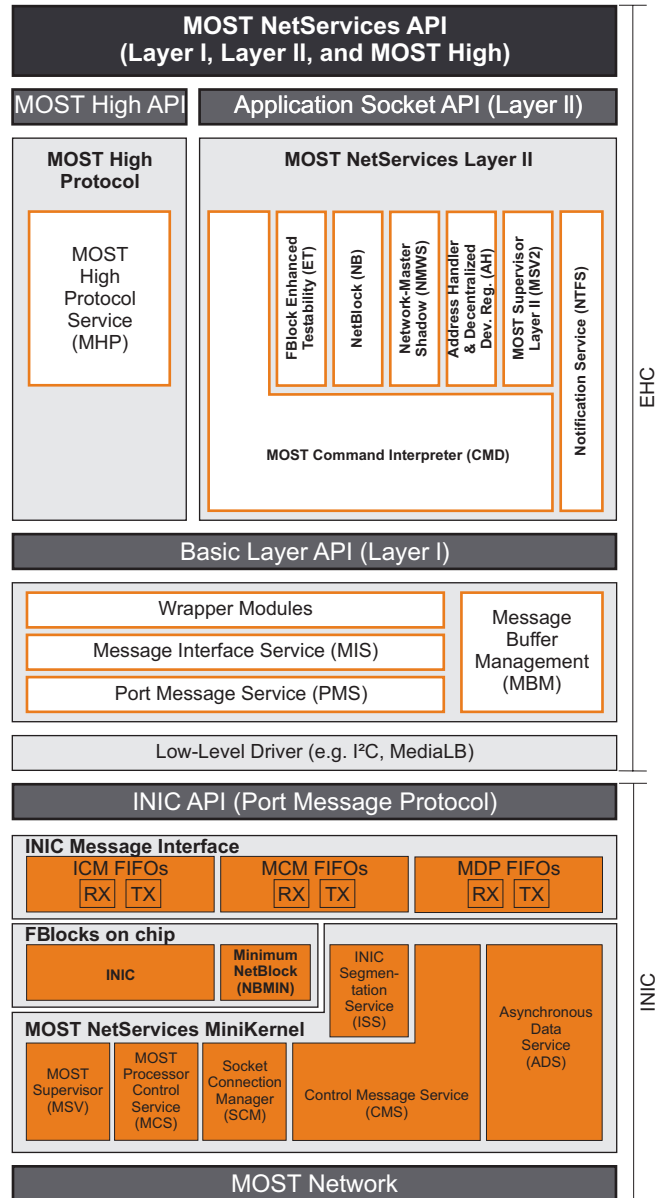 MOST NetServices API
(Layer I, Layer II, and MOST High)
MOST High API
Application Socket API (Layer II)
MOST High
Protocol
MOST
High
Protocol
Service
(MHP)
MOST NetServices Layer II
FBlock Enhanced
Testability (ET)
NetBlock (NB)
Network-Master
Shadow (NMWS)
Address Handler
& Decentralized
Dev. Reg. (AH)
MOST Supervisor
Layer II (MSV2)
Notification Service (NTFS)
MOST Command Interpreter (CMD)
EHC
Basic Layer API (Layer I)
Wrapper Modules
Message Interface Service (MIS)
Port Message Service (PMS)
Message
Buffer
Management
(MBM)
Low-Level Driver (e.g. I²C, MediaLB)
INIC API (Port Message Protocol)
INIC Message Interface
ICM FIFOs
RX TX
MCM FIFOs
RX TX
MDP FIFOs
RX TX
FBlocks on chip
INIC
Minimum
NetBlock
(NBMIN)
INIC
Segmen-
tation
Service
(ISS)
INIC
MOST NetServices MiniKernel
MOST
Supervisor
(MSV)
MOST
Processor
Control
Service
(MCS)
Socket
Connection
Manager
(SCM)
Control Message Service
(CMS)
Asynchronous
Data
Service
(ADS)
MOST Network